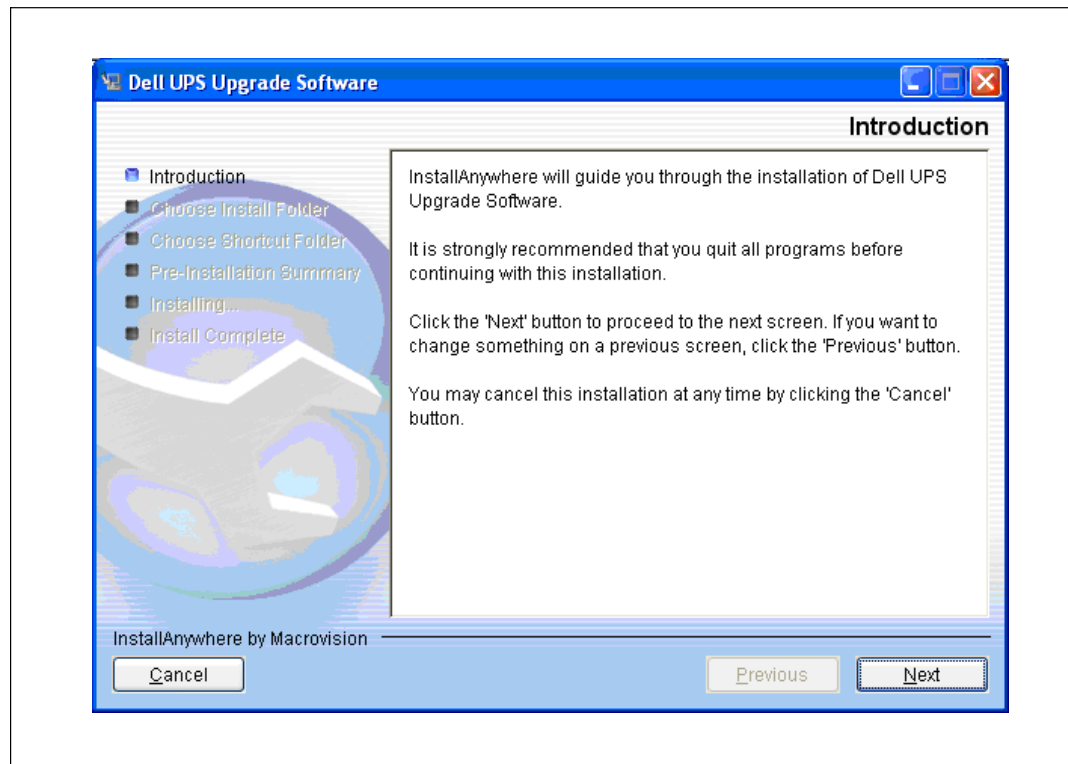 Dell UPS Upgrade Software
Introduction
Introduction
Choose Install Folder
Choose Shortcut Folder
Pre-Installation Summary
Installing...
Install Complete
InstallAnywhere will guide you through the installation of Dell UPS
Upgrade Software.
It is strongly recommended that you quit all programs before
continuing with this installation.
Click the 'Next' button to proceed to the next screen. If you want to
change something on a previous screen, click the 'Previous' button.
You may cancel this installation at any time by clicking the 'Cancel'
button.
InstallAnywhere by Macrovision
Cancel
Previous
Next